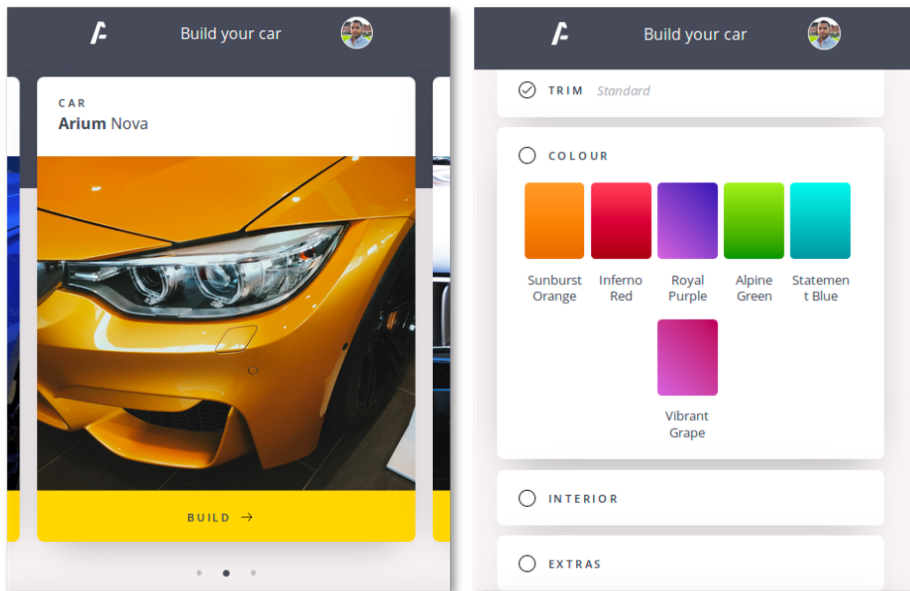 Build your car
CAR
Arium Nova
BUILD →
Build your car
TRIM Standard
COLOUR
Sunburst Orange
Inferno Red
Royal Purple
Alpine Green
Statement Blue
Vibrant Grape
INTERIOR
EXTRAS